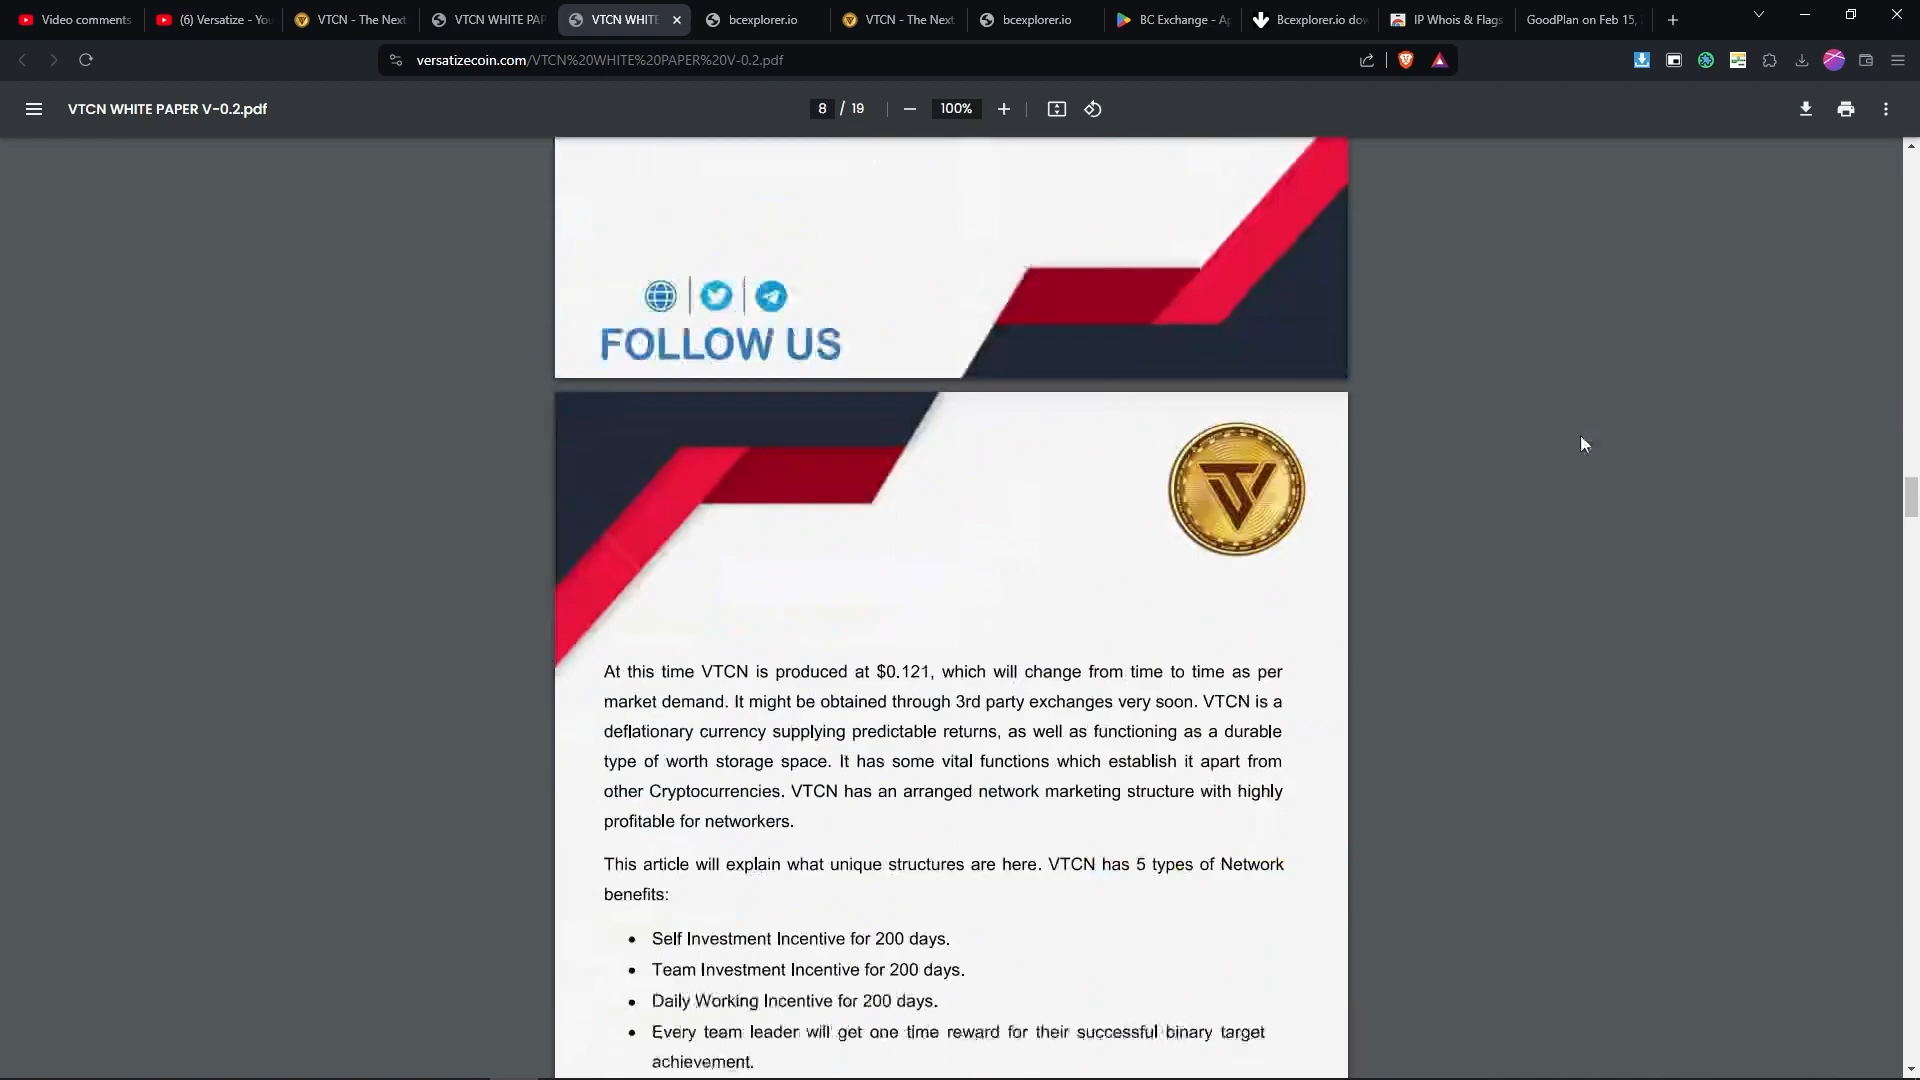 Video comments
(6) Versatize - You
VTCN - The Next
VTCN WHITE PAP
VTCN WHITE
bcexplorer.io
VTCN - The Next
bcexplorer.io
BC Exchange - Ap
Bcexplorer.io dow
IP Whois & Flags
GoodPlan on Feb 15,
versatizecoin.com/VTCN%20WHITE%20PAPER%20V-0.2.pdf
VTCN WHITE PAPER V-0.2.pdf
8 / 19
100%
FOLLOW US
At this time VTCN is produced at $0.121, which will change from time to time as per
market demand. It might be obtained through 3rd party exchanges very soon. VTCN is a
deflationary currency supplying predictable returns, as well as functioning as a durable
type of worth storage space. It has some vital functions which establish it apart from
other Cryptocurrencies. VTCN has an arranged network marketing structure with highly
profitable for networkers.
This article will explain what unique structures are here. VTCN has 5 types of Network
benefits:
• Self Investment Incentive for 200 days.
• Team Investment Incentive for 200 days.
• Daily Working Incentive for 200 days.
• Every team leader will get one time reward for their successful binary target
achievement.